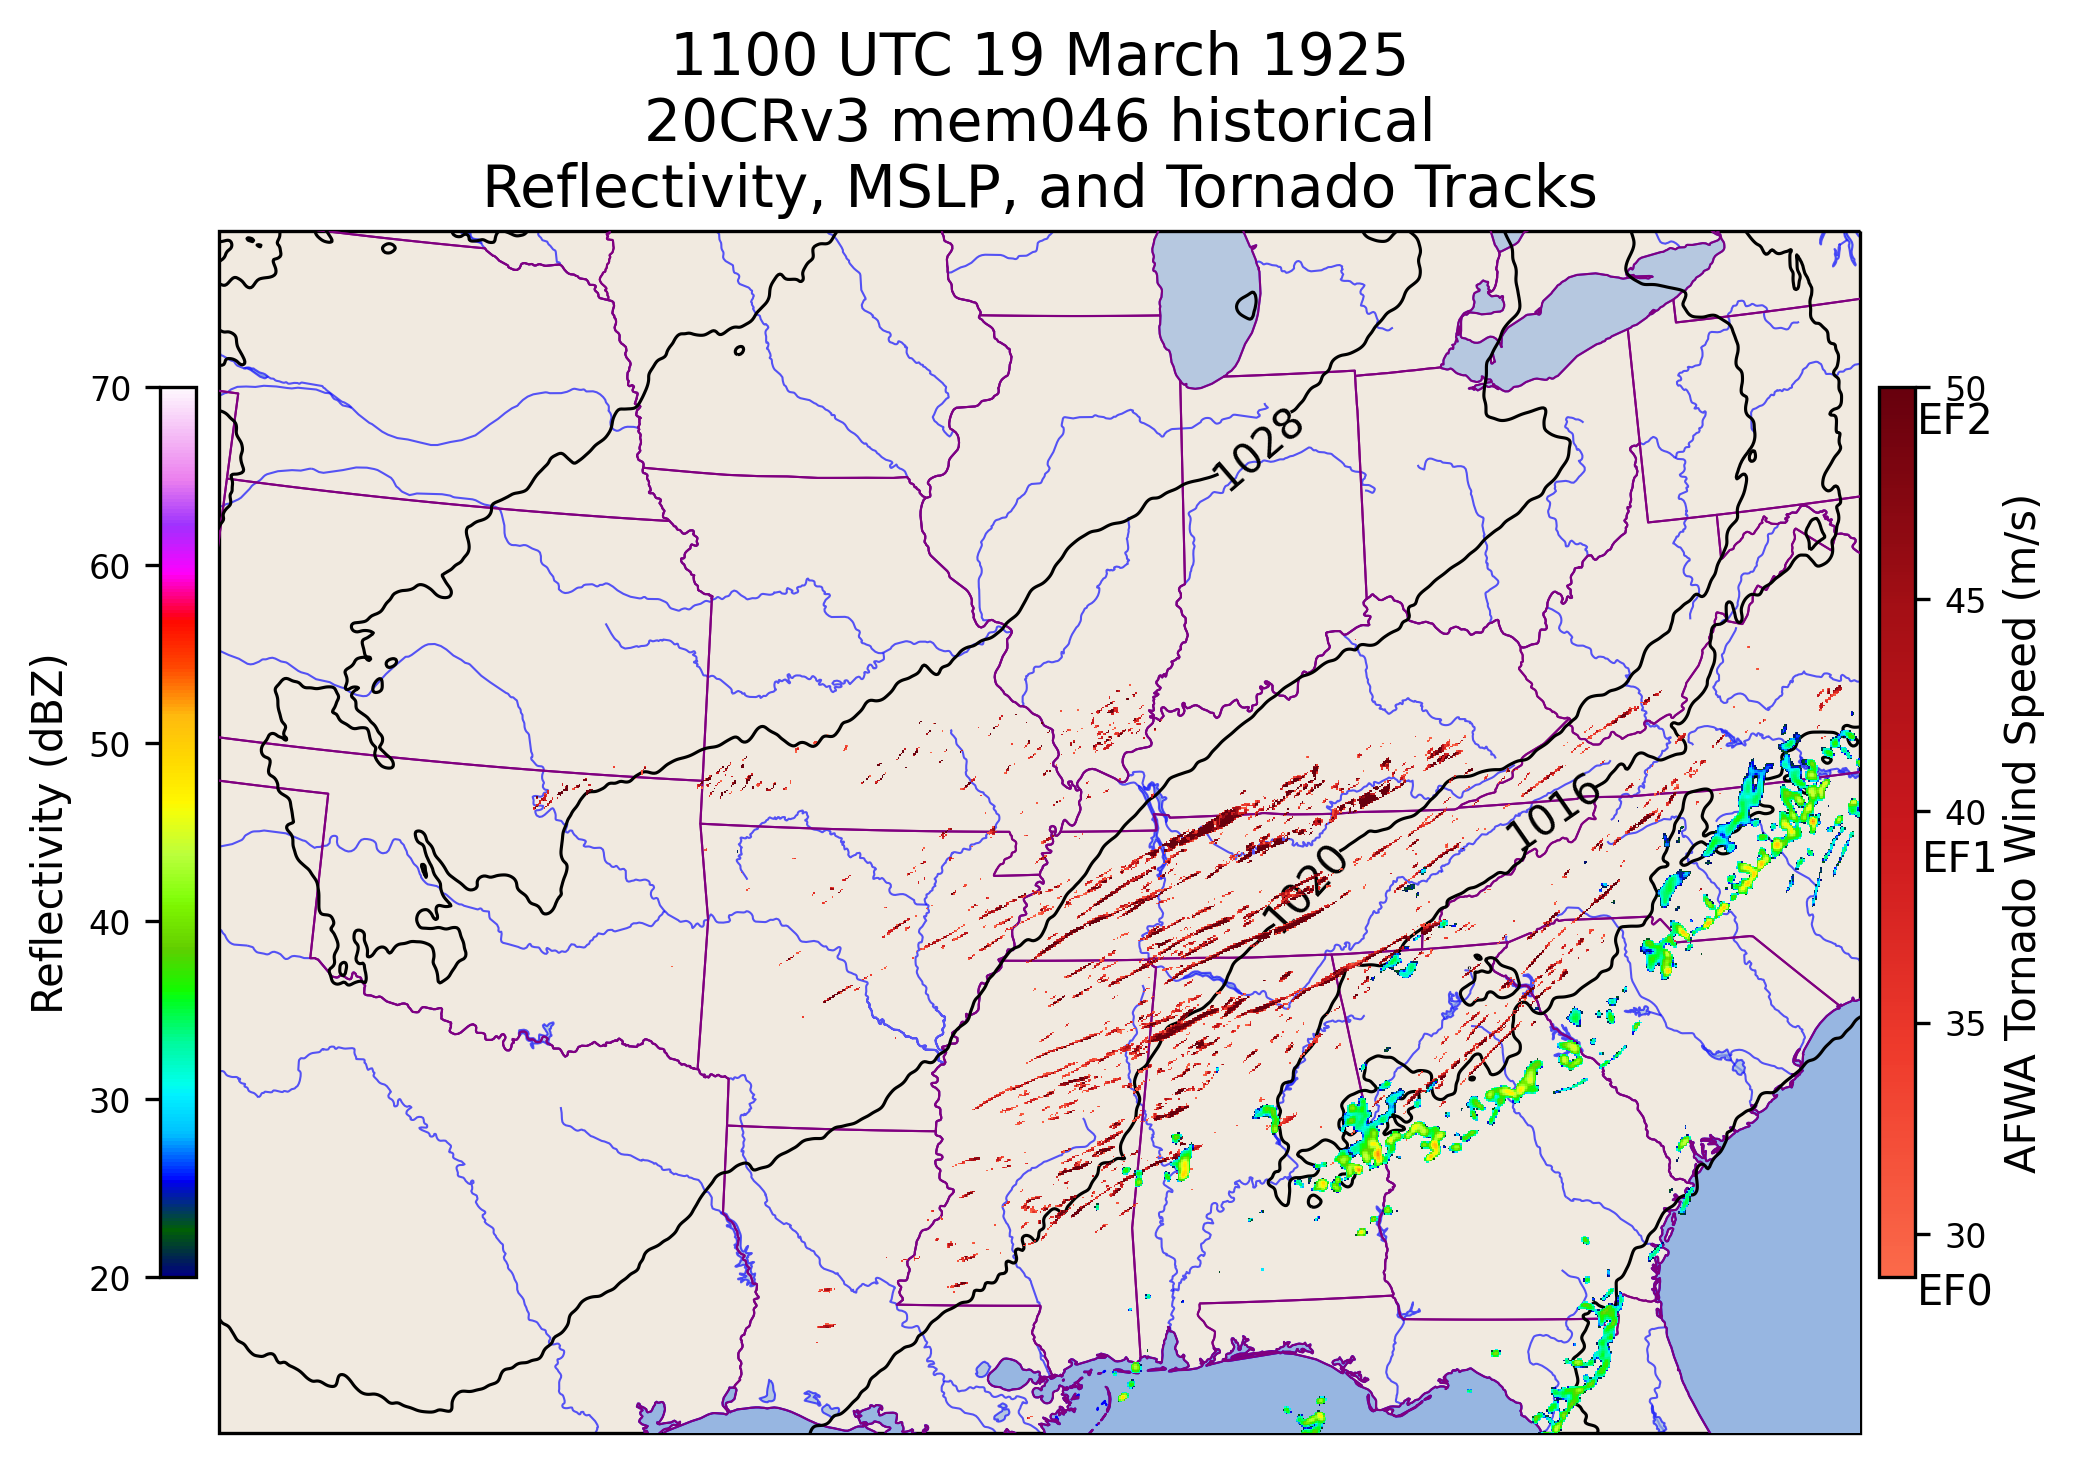 1100 UTC 19 March 1925
20CRv3 mem046 historical
Reflectivity, MSLP, and Tornado Tracks
70
60
50
40
30
20
Reflectivity (dBZ)
1028
1016
1020
50
EF2
45
40
EF1
35
30
EF0
AFWA Tornado Wind Speed (m/s)